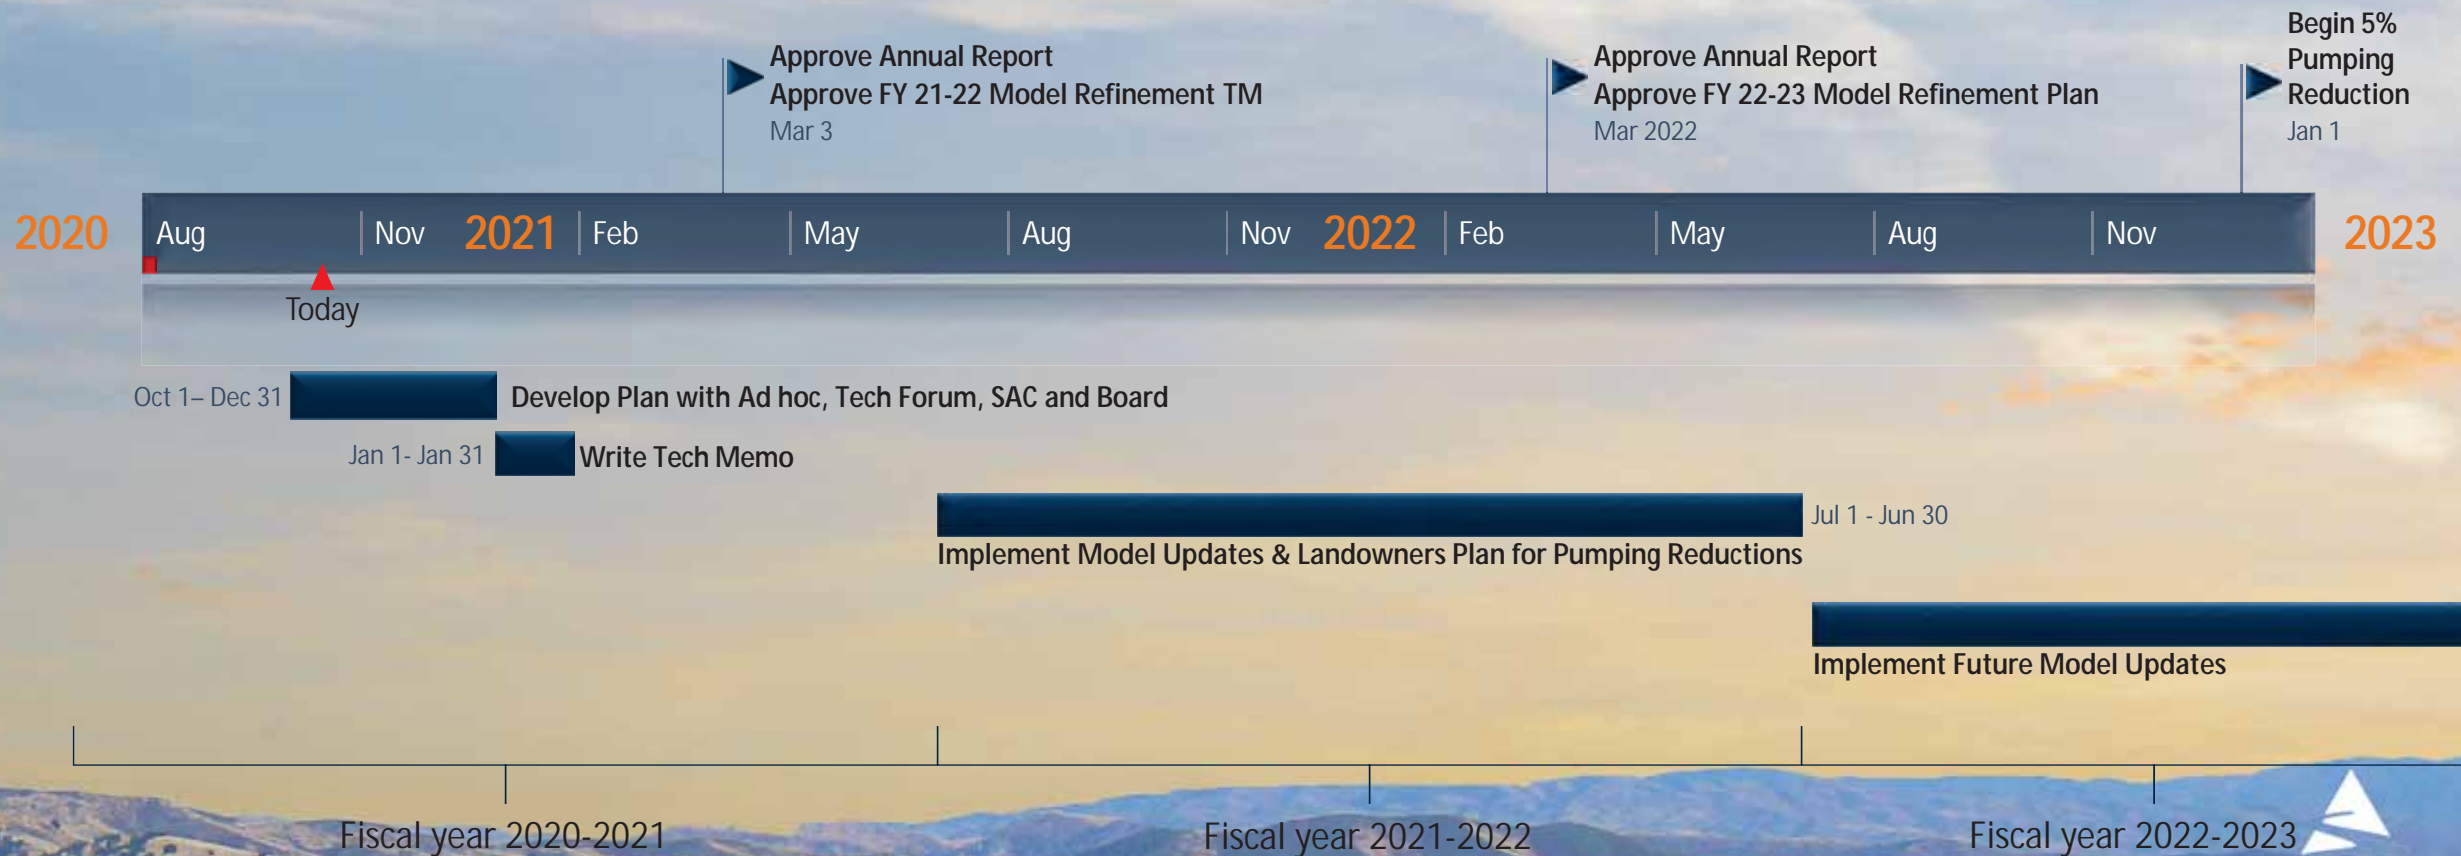 Begin 5%
Pumping
Reduction
Jan 1
Approve Annual Report
Approve FY 21-22 Model Refinement TM
Mar 3
Approve Annual Report
Approve FY 22-23 Model Refinement Plan
Mar 2022
2020 Aug Nov 2021 Feb May Aug Nov 2022 Feb May Aug Nov 2023
Today
Oct 1– Dec 31 Develop Plan with Ad hoc, Tech Forum, SAC and Board
Jan 1- Jan 31 Write Tech Memo
Jul 1 - Jun 30
Implement Model Updates & Landowners Plan for Pumping Reductions
Implement Future Model Updates
Fiscal year 2020-2021 Fiscal year 2021-2022 Fiscal year 2022-2023